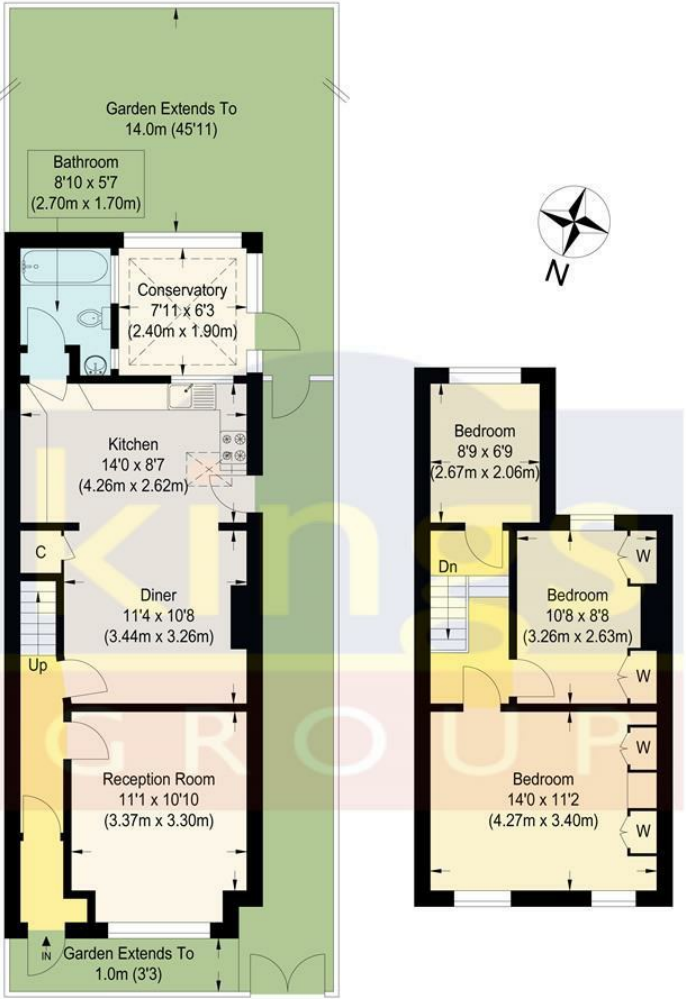 Garden Extends To
14.0m (45'11)
Bathroom
8'10 x 5'7
(2.70m x 1.70m)
Conservatory
7'11 x 6'3
(2.40m x 1.90m)
N
Kitchen
14'0 x 8'7
(4.26m x 2.62m)
C
Diner
11'4 x 10'8
(3.44m x 3.26m)
Up
Reception Room
11'1 x 10'10
(3.37m x 3.30m)
IN
Garden Extends To
1.0m (3'3)
Bedroom
8'9 x 6'9
(2.67m x 2.06m)
Dn
W
Bedroom
10'8 x 8'8
(3.26m x 2.63m)
W
W
Bedroom
14'0 x 11'2
(4.27m x 3.40m)
W
kings
GROUP